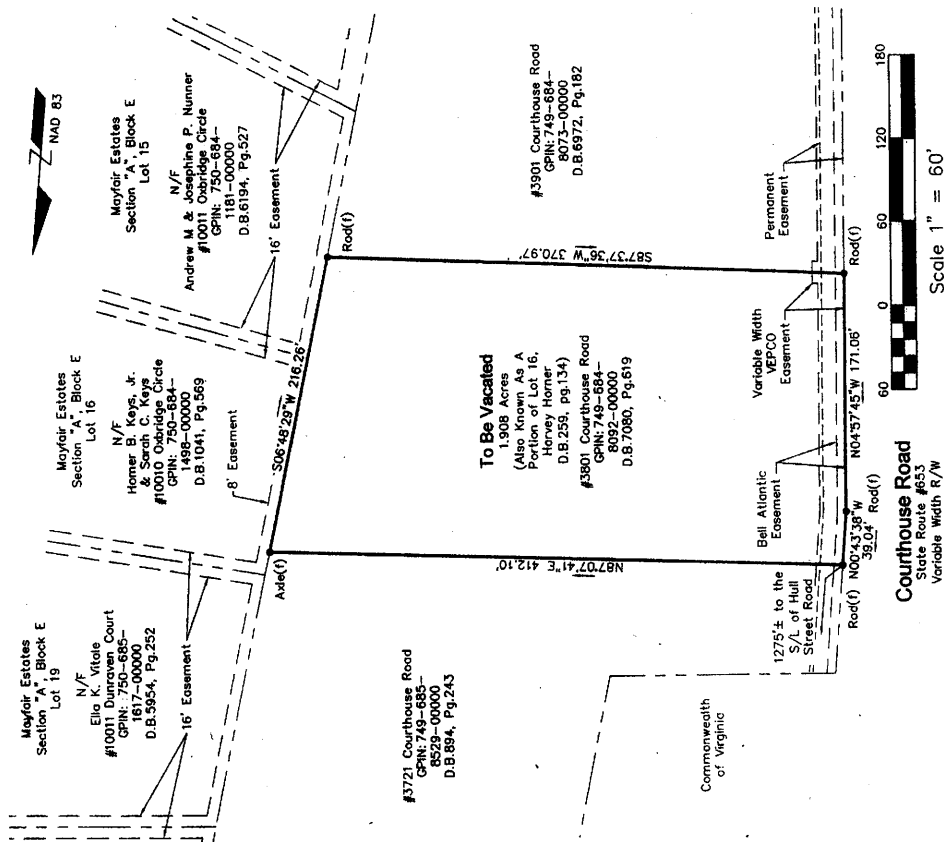 NAD 83
Mayfair Estates
Section "A", Block E
Lot 19
N/F
Ella K. Vitale
#10011 Dunraven Court
GPIN: 750-685-
1617-00000
D.B.5954, Pg.252
16' Easement
Mayfair Estates
Section "A", Block E
Lot 16
N/F
Homer B. Keys, Jr.
& Sarah C. Keys
#10010 Oxbridge Circle
GPIN: 750-684-
1498-00000
D.B.1041, Pg.569
8' Easement
Mayfair Estates
Section "A", Block E
Lot 15
N/F
Andrew M & Josephine P. Nunner
#10011 Oxbridge Circle
GPIN: 750-684-
1181-00000
D.B.6194, Pg.527
16' Easement
Axle(f)
S06°48'29"W 216.26'
Rod(f)
#3721 Courthouse Road
GPIN: 749-685-
8529-00000
D.B.894, Pg.243
N87°07'41"E 412.10'
To Be Vacated
1.908 Acres
(Also Known As A
Portion of Lot 16,
Harvey Horner
D.B.259, pg.134)
#3801 Courthouse Road
GPIN: 749-684-
8092-00000
D.B.7080, Pg.619
S87°37'36"W 370.97'
#3901 Courthouse Road
GPIN: 749-684-
8073-00000
D.B.6972, Pg.182
Commonwealth
of Virginia
1275'± to the
S/L of Hull
Street Road
Bell Atlantic
Easement
Variable Width
VEPCO
Easement
Permanent
Easement
Rod(f)
N00°43'38"W
39.04
Rod(f)
N04°57'45"W 171.06'
Rod(f)
Courthouse Road
State Route #653
Variable Width R/W
60 0 60 120 180
Scale 1" = 60'